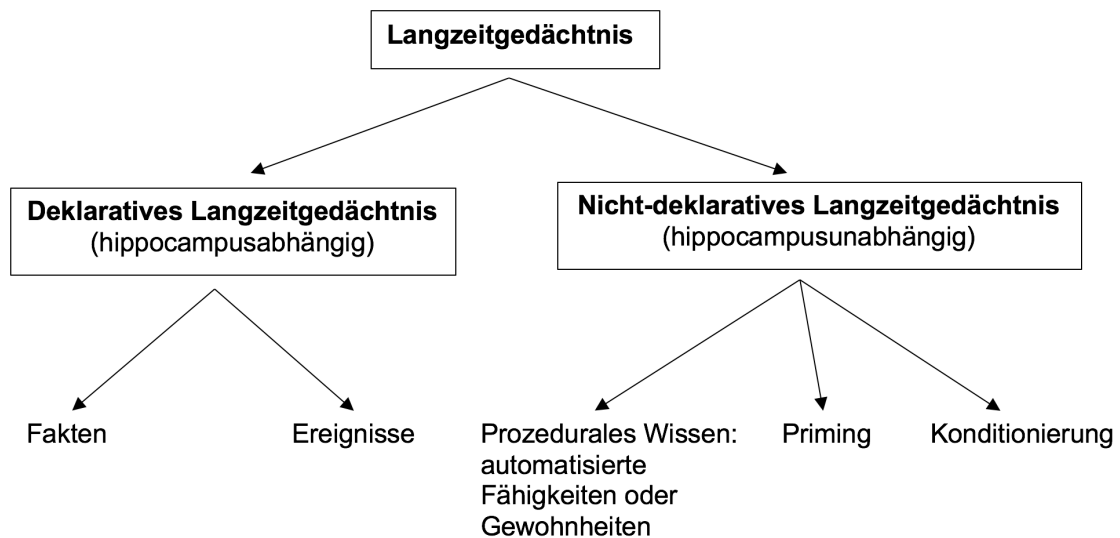 Langzeitgedächtnis
Deklaratives Langzeitgedächtnis
(hippocampusabhängig)
Nicht-deklaratives Langzeitgedächtnis
(hippocampusunabhängig)
Fakten
Ereignisse
Prozedurales Wissen:
automatisierte
Fähigkeiten oder
Gewohnheiten
Priming
Konditionierung